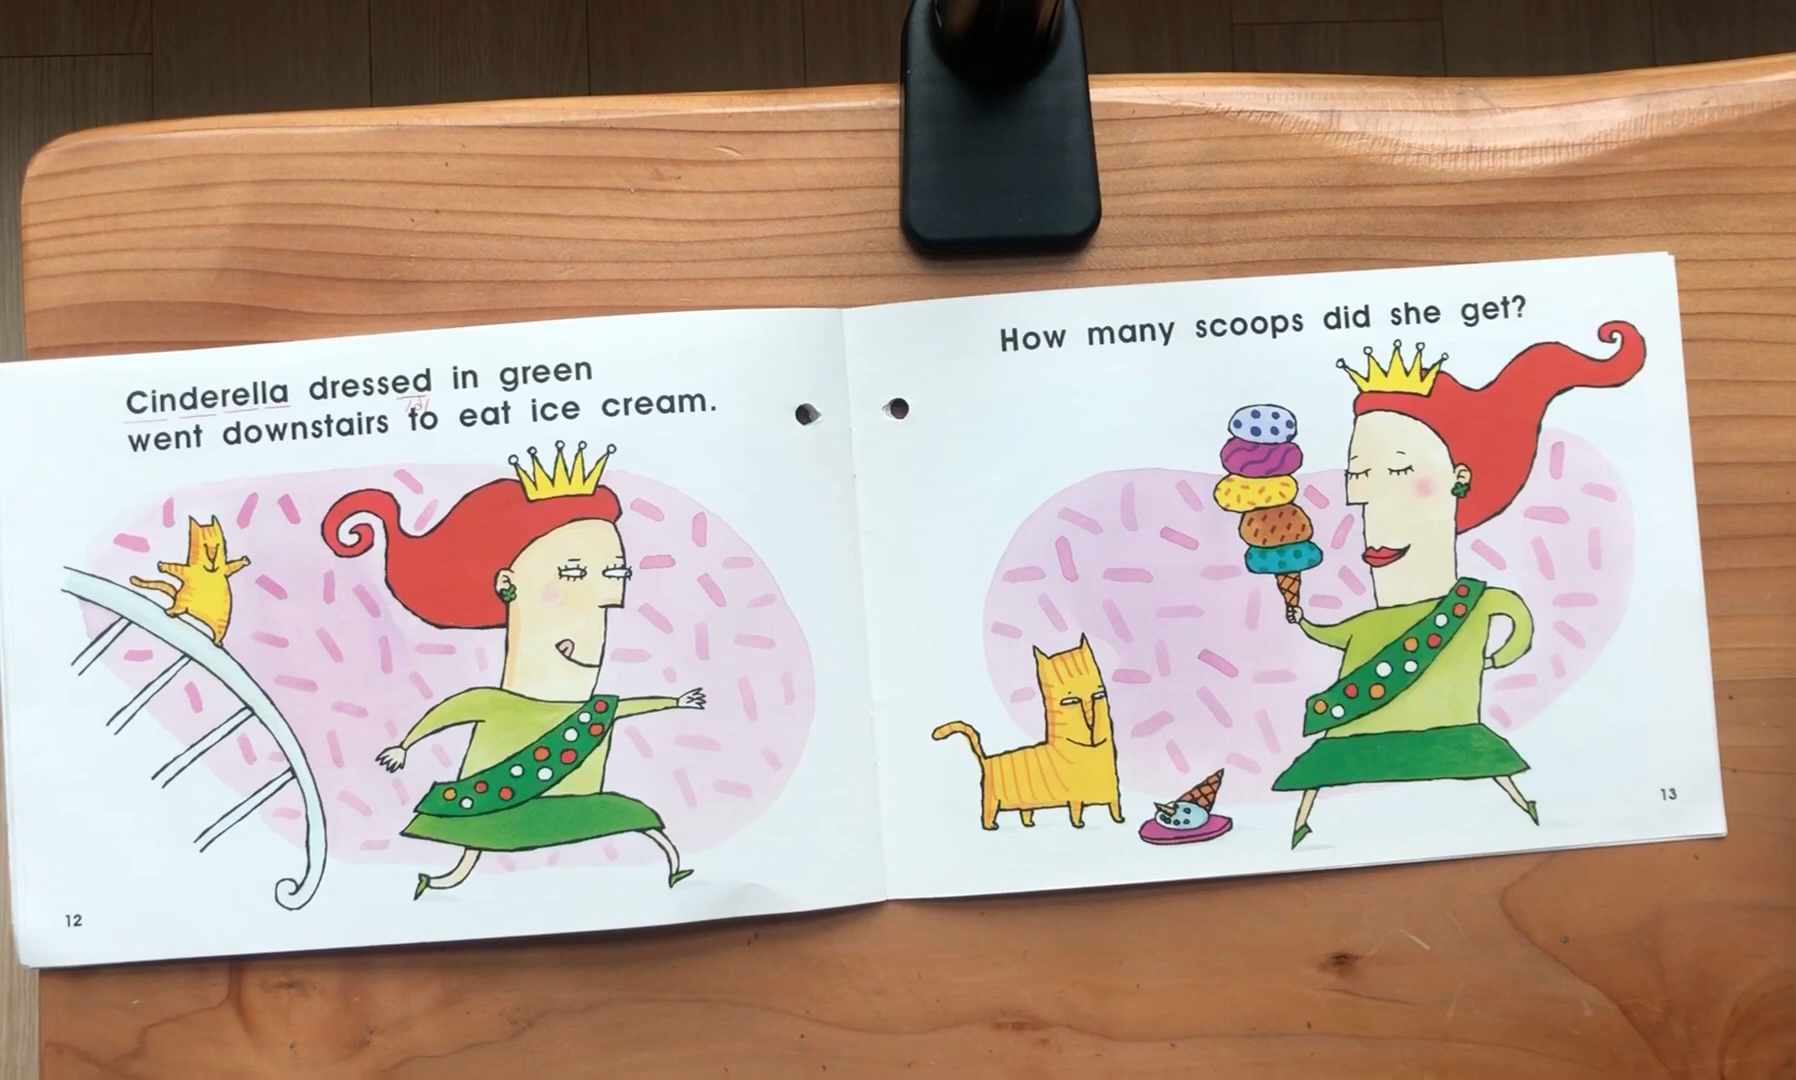 Cinderella dressed in green
went downstairs to eat ice cream.
12
How many scoops did she get?
13